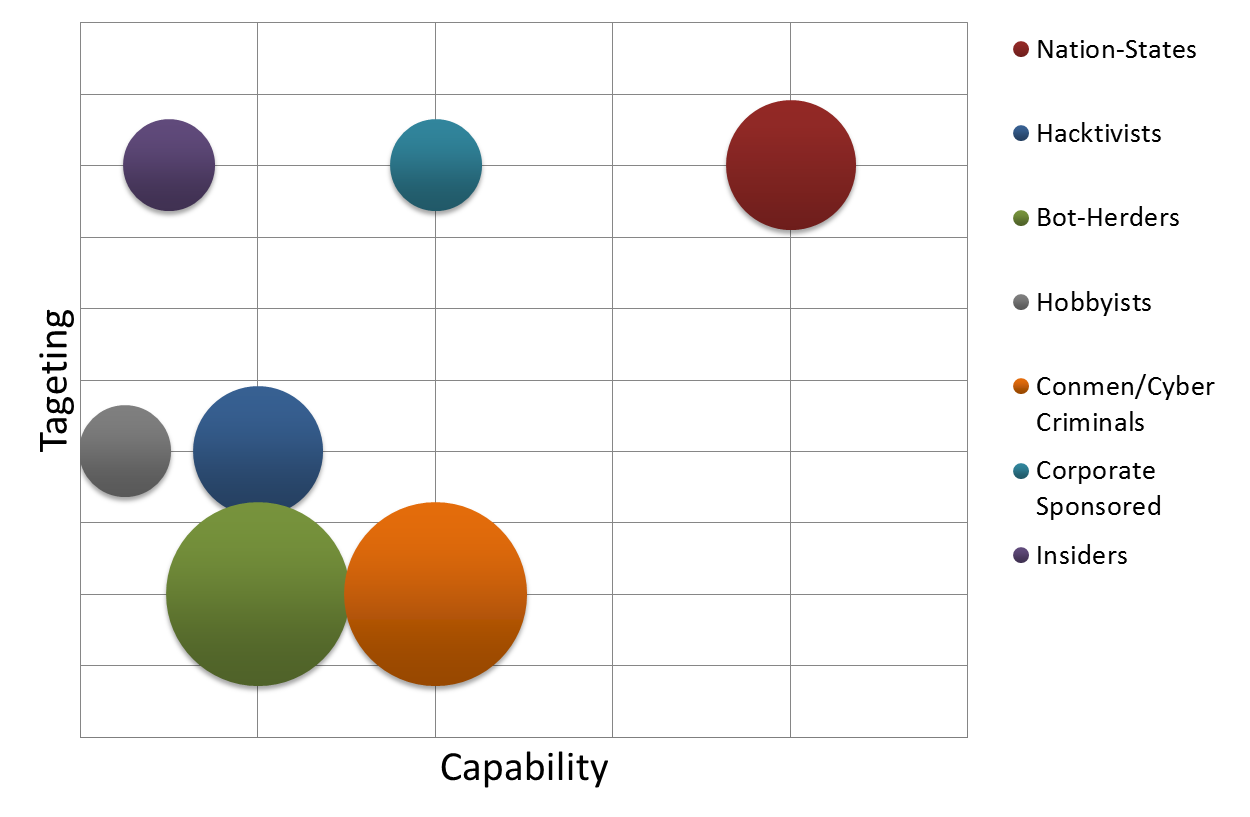 Tageting
Capability
Nation-States
Hacktivists
Bot-Herders
Hobbyists
Conmen/Cyber
Criminals
Corporate
Sponsored
Insiders